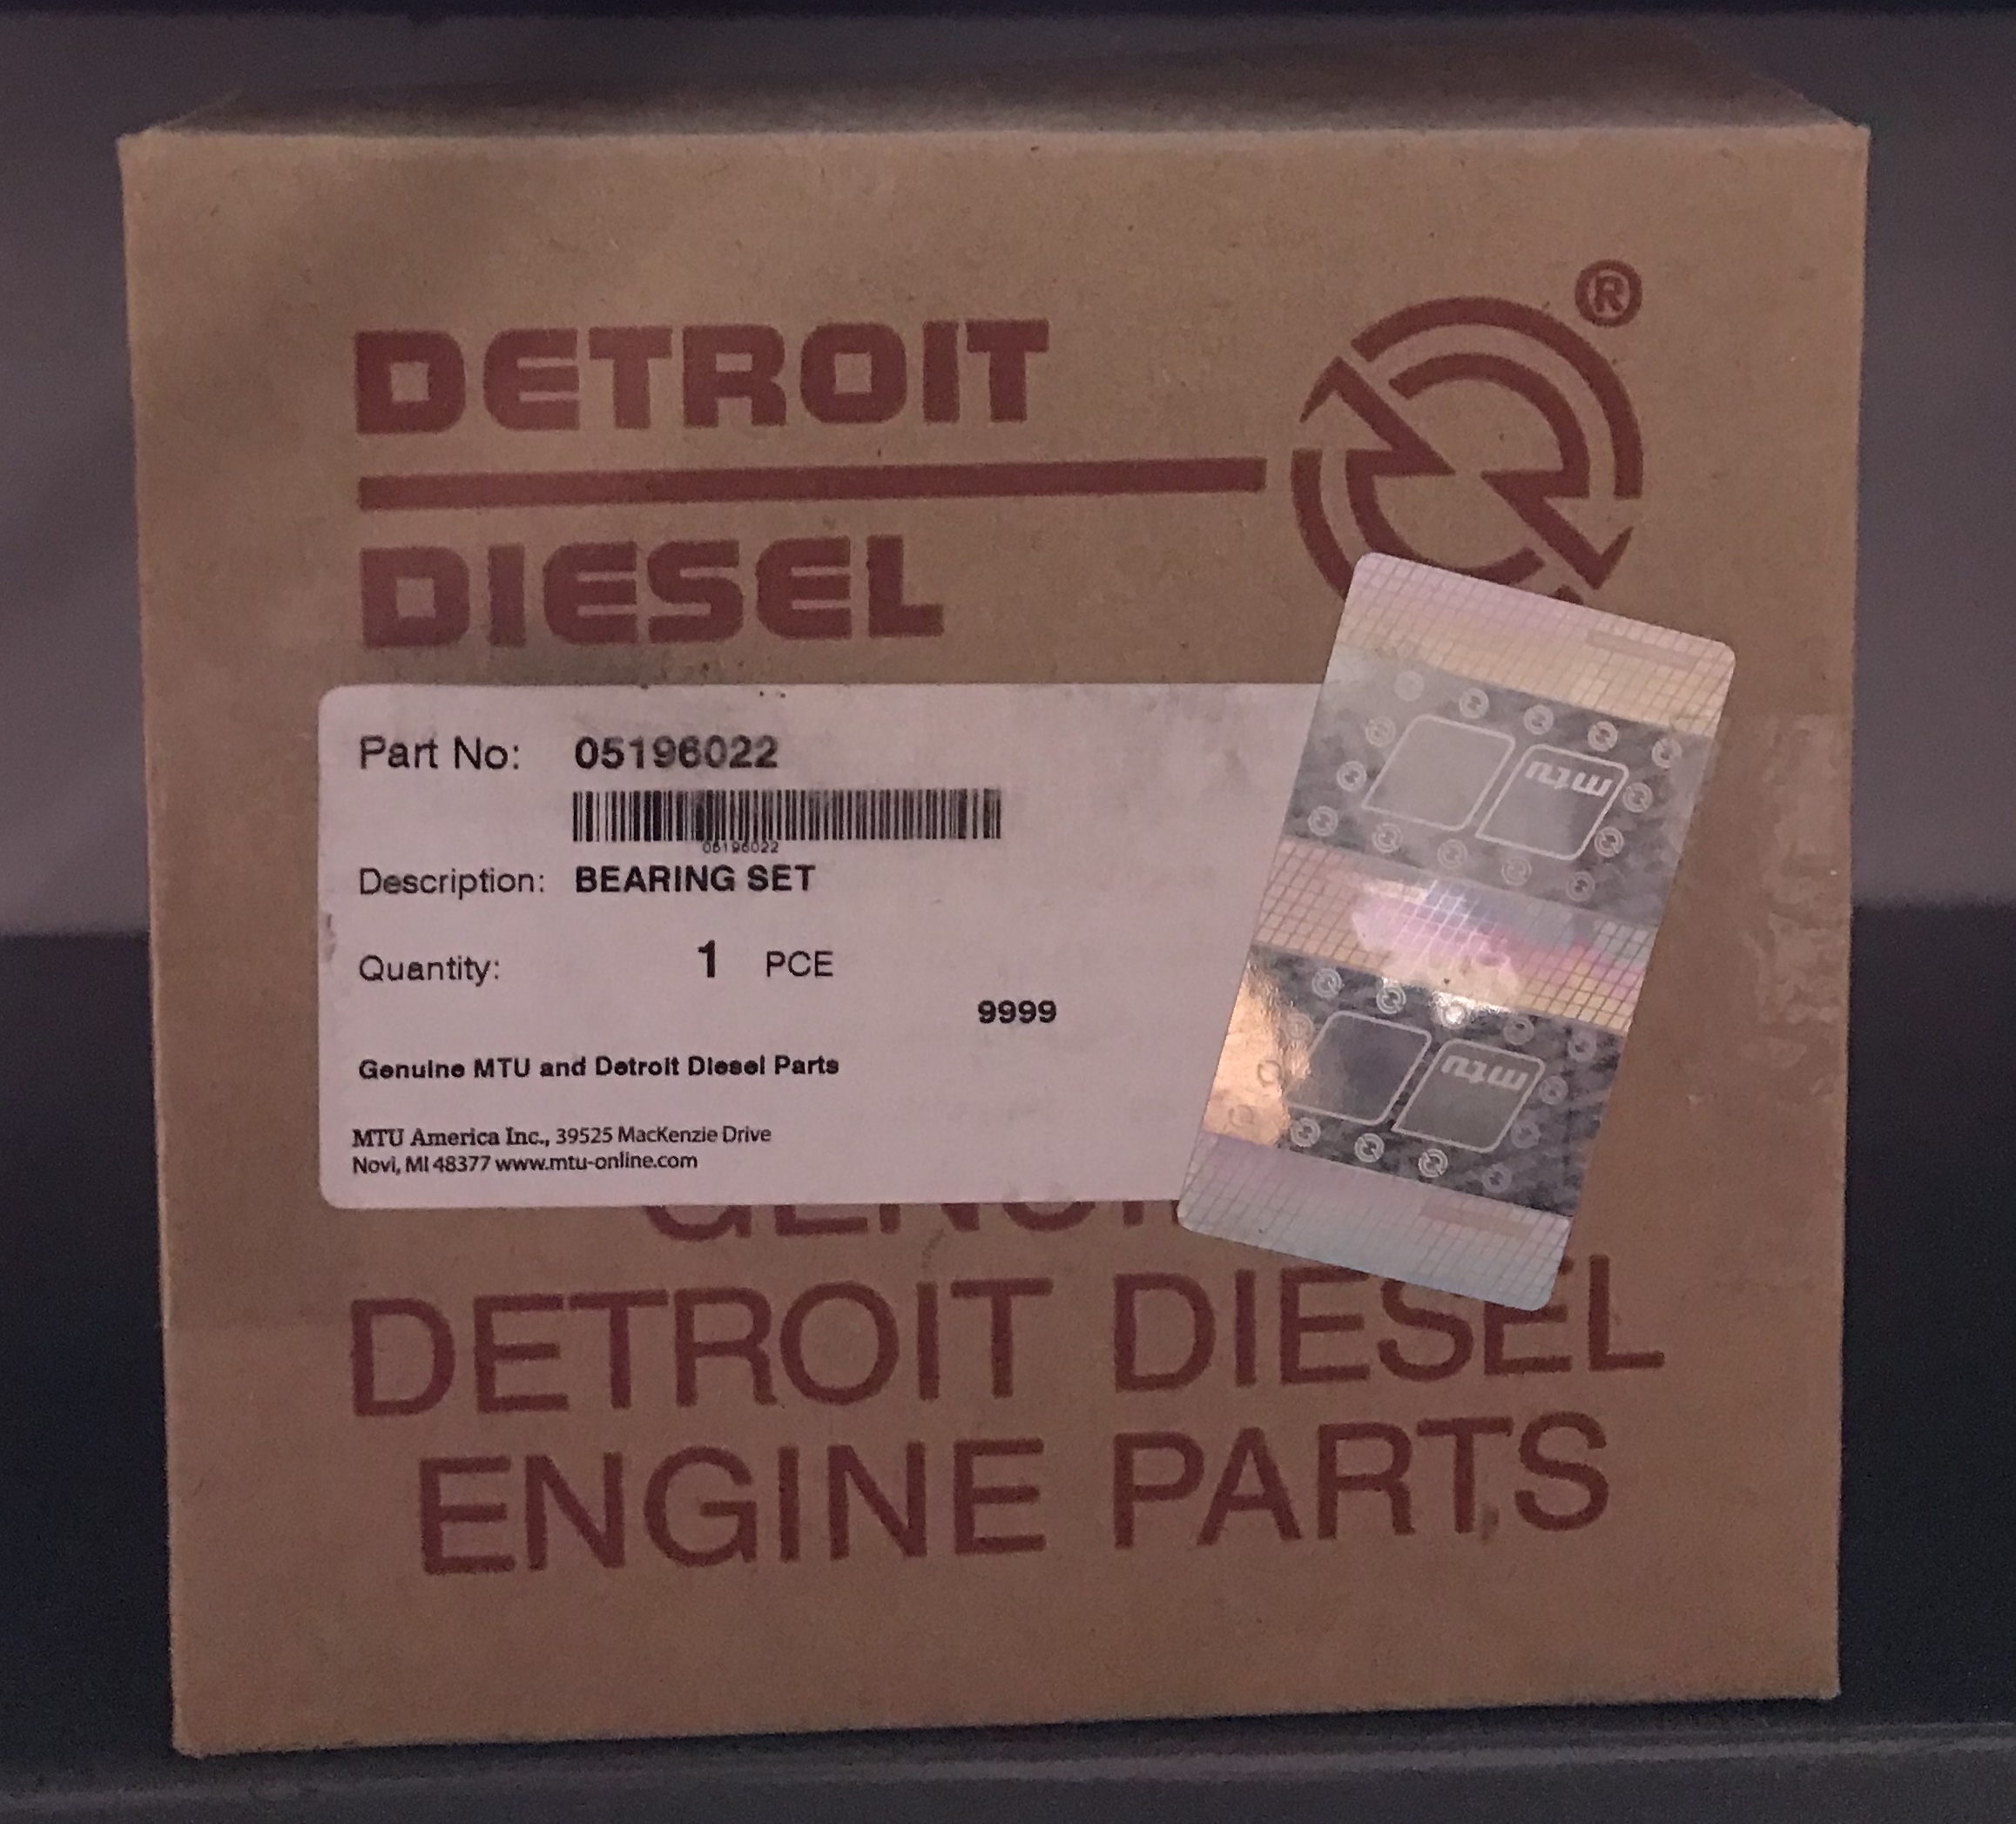 ®
DETROIT
DIESEL
Part No: 05196022
05196022
Description: BEARING SET
Quantity: 1 PCE
9999
Genuine MTU and Detroit Diesel Parts
MTU America Inc., 39525 MacKenzie Drive
Novi, MI 48377 www.mtu-online.com
mtu
mtu
DETROIT DIESEL
ENGINE PARTS